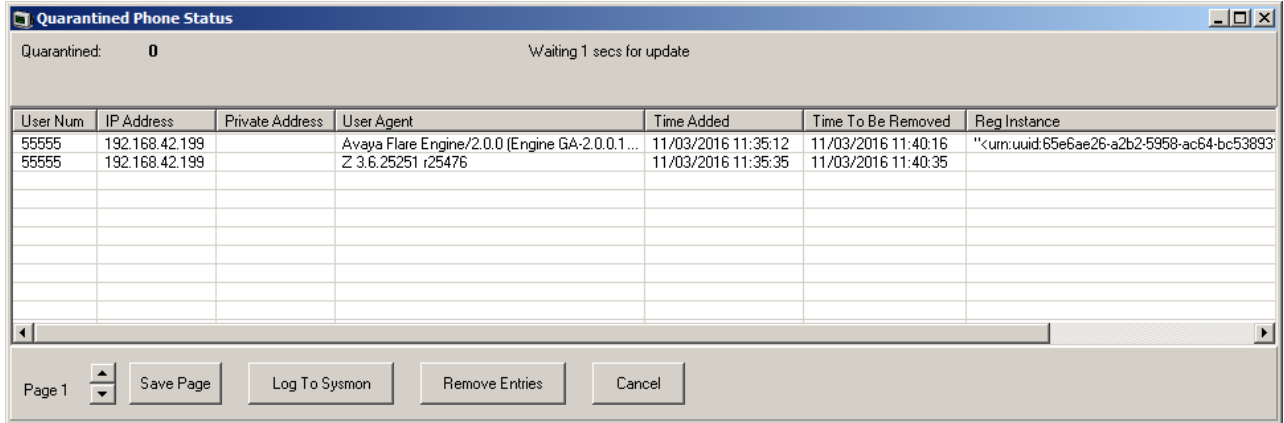 Quarantined Phone Status
Quarantined: 0 Waiting 1 secs for update
User Num IP Address Private Address User Agent Time Added Time To Be Removed Reg Instance
55555 192.168.42.199 Avaya Flare Engine/2.0.0 (Engine GA-2.0.0.1... 11/03/2016 11:35:12 11/03/2016 11:40:16 "<urn:uuid:65e6ae26-a2b2-5958-ac64-bc53893
55555 192.168.42.199 Z 3.6.25251 r25476 11/03/2016 11:35:35 11/03/2016 11:40:35
Page 1 Save Page Log To Sysmon Remove Entries Cancel